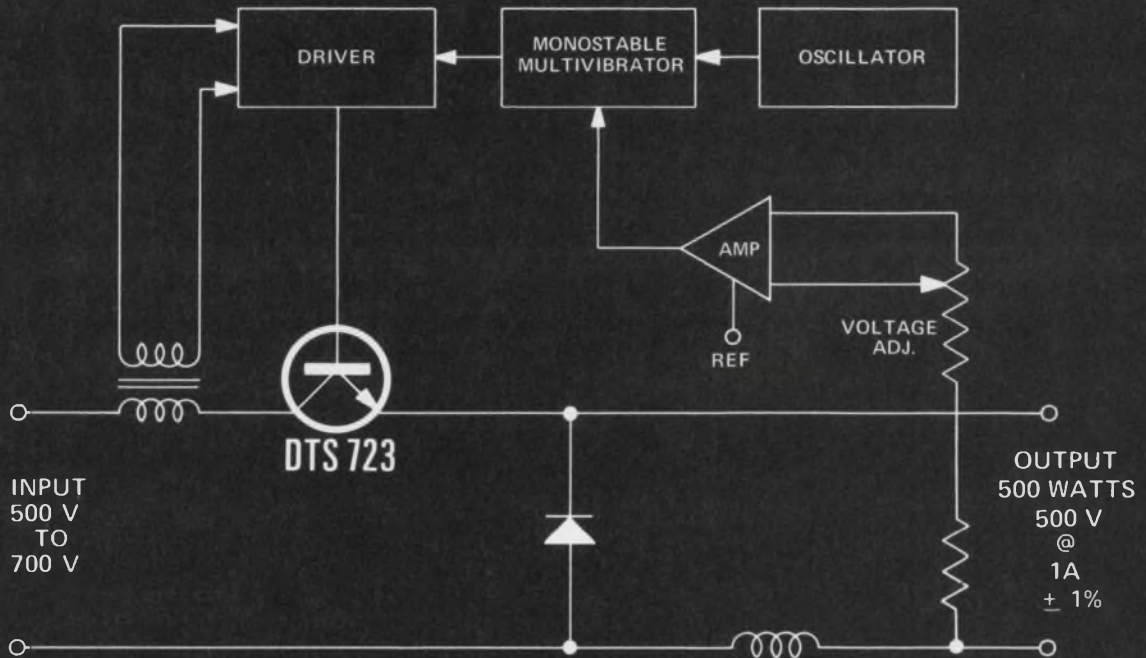 DRIVER
MONOSTABLE
MULTIVIBRATOR
OSCILLATOR
AMP
REF
VOLTAGE
ADJ.
DTS 723
INPUT
500 V
TO
700 V
OUTPUT
500 WATTS
500 V
@
1A
± 1%